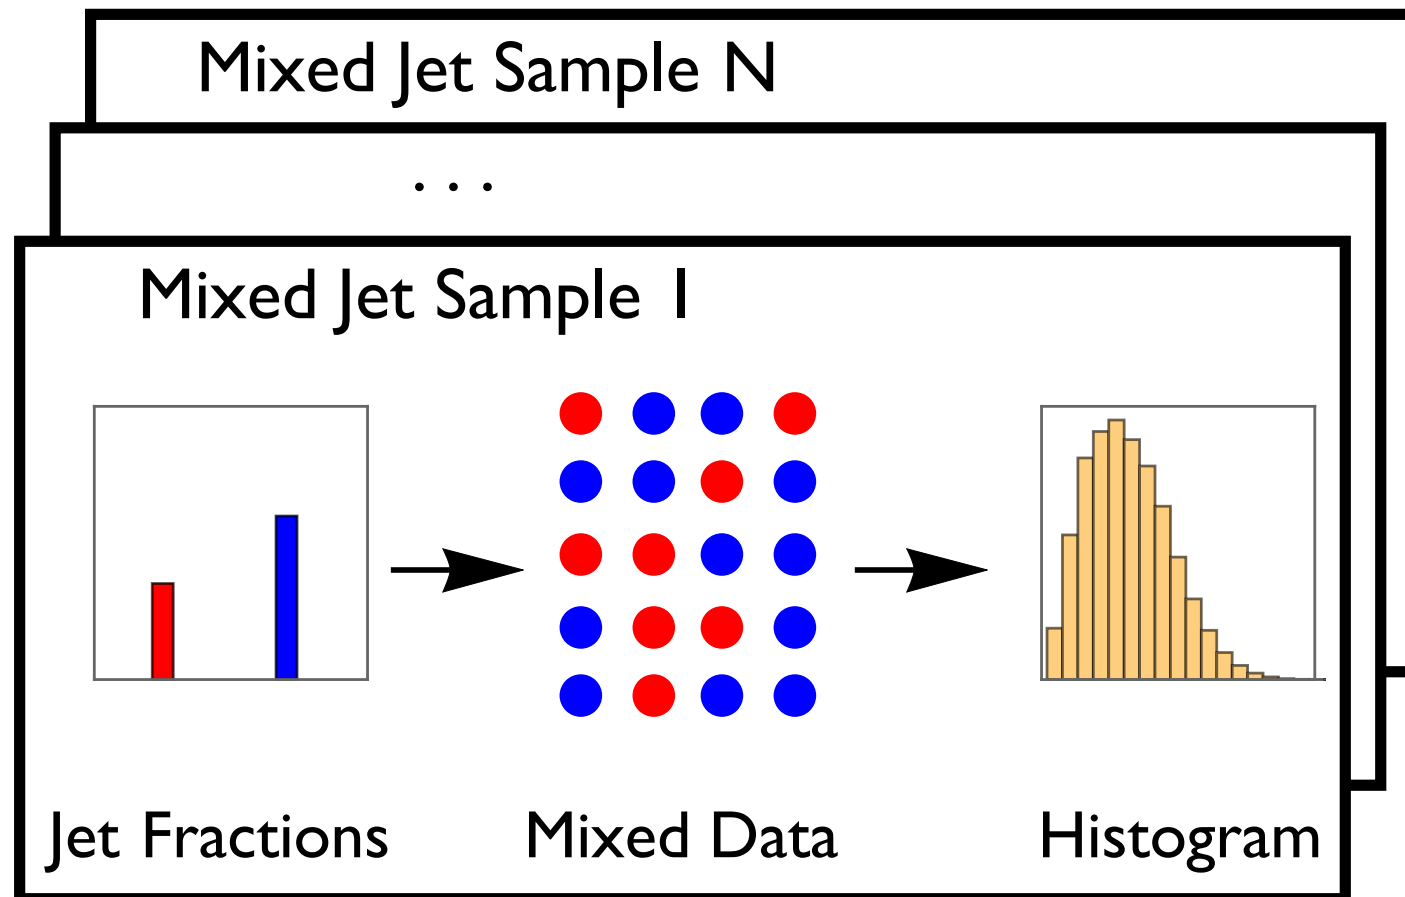 Mixed Jet Sample N
. . .
Mixed Jet Sample 1
Jet Fractions
Mixed Data
Histogram